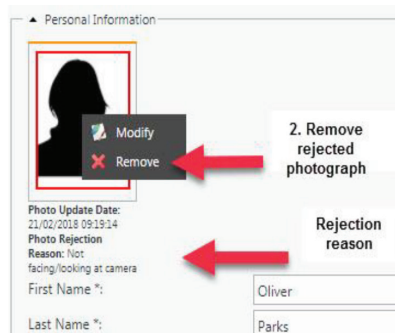 Personal Information
Modify
Remove
2. Remove
rejected
photograph
Photo Update Date:
21/02/2018 09:19:14
Photo Rejection
Reason: Not
facing/looking at camera
Rejection
reason
First Name *:
Oliver
Last Name *:
Parks